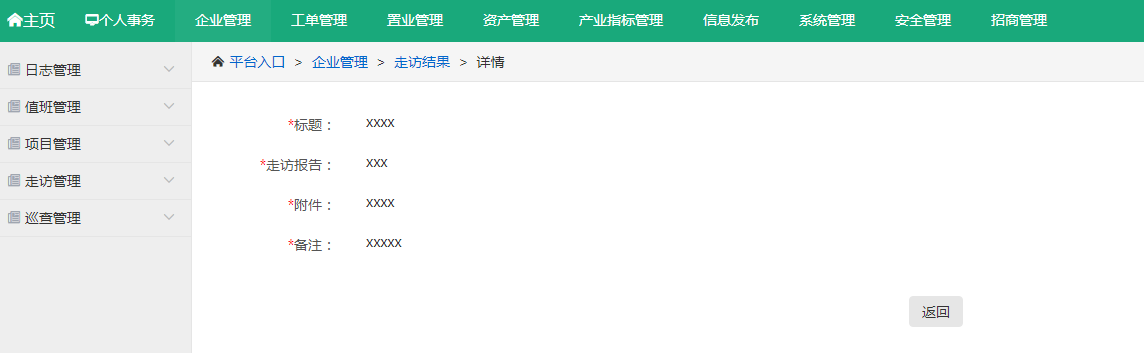 主页 个人事务 企业管理 工单管理 置业管理 资产管理 产业指标管理 信息发布 系统管理 安全管理 招商管理
日志管理
值班管理
项目管理
走访管理
巡查管理
平台入口 > 企业管理 > 走访结果 > 详情
*标题： xxxx
*走访报告： xxx
*附件： xxxx
*备注： xxxxx
返回